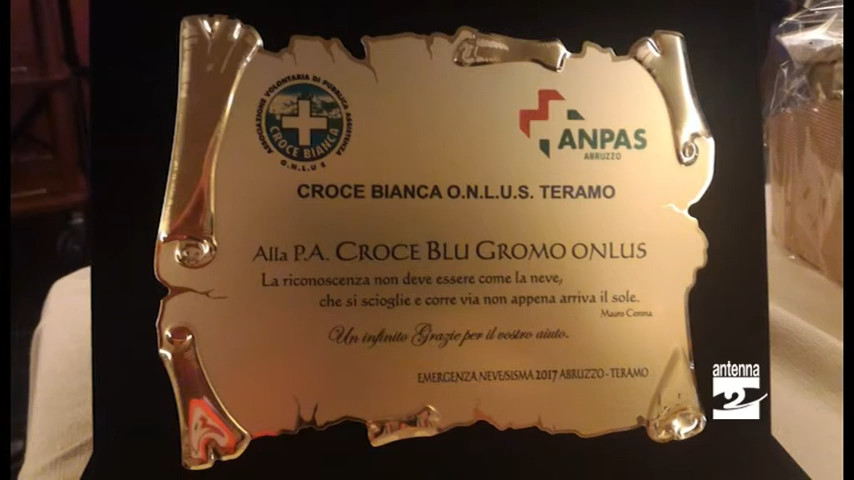 ASSOCIAZIONE VOLONTARIA DI PUBBLICA ASSISTENZA
CROCE BIANCA
O.N.L.U.S
ANPAS
ABRUZZO
CROCE BIANCA O.N.L.U.S. TERAMO
Alla P.A. CROCE BLU GROMO ONLUS
La riconoscenza non deve essere come la neve,
che si scioglie e corre via non appena arriva il sole.
Mauro Corona
Un infinito Grazie per il vostro aiuto.
EMERGENZA NEVE/SISMA 2017 ABRUZZO - TERAMO
antenna
2